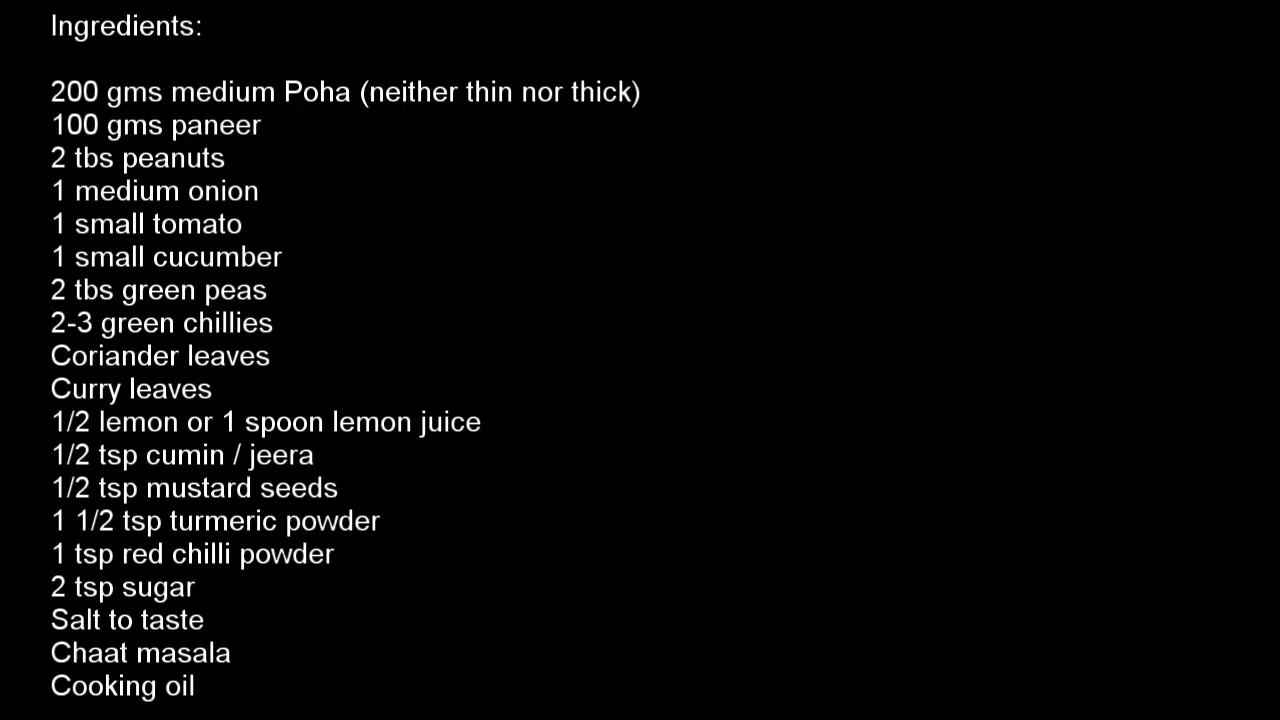 Ingredients:
200 gms medium Poha (neither thin nor thick)
100 gms paneer
2 tbs peanuts
1 medium onion
1 small tomato
1 small cucumber
2 tbs green peas
2-3 green chillies
Coriander leaves
Curry leaves
1/2 lemon or 1 spoon lemon juice
1/2 tsp cumin / jeera
1/2 tsp mustard seeds
1 1/2 tsp turmeric powder
1 tsp red chilli powder
2 tsp sugar
Salt to taste
Chaat masala
Cooking oil